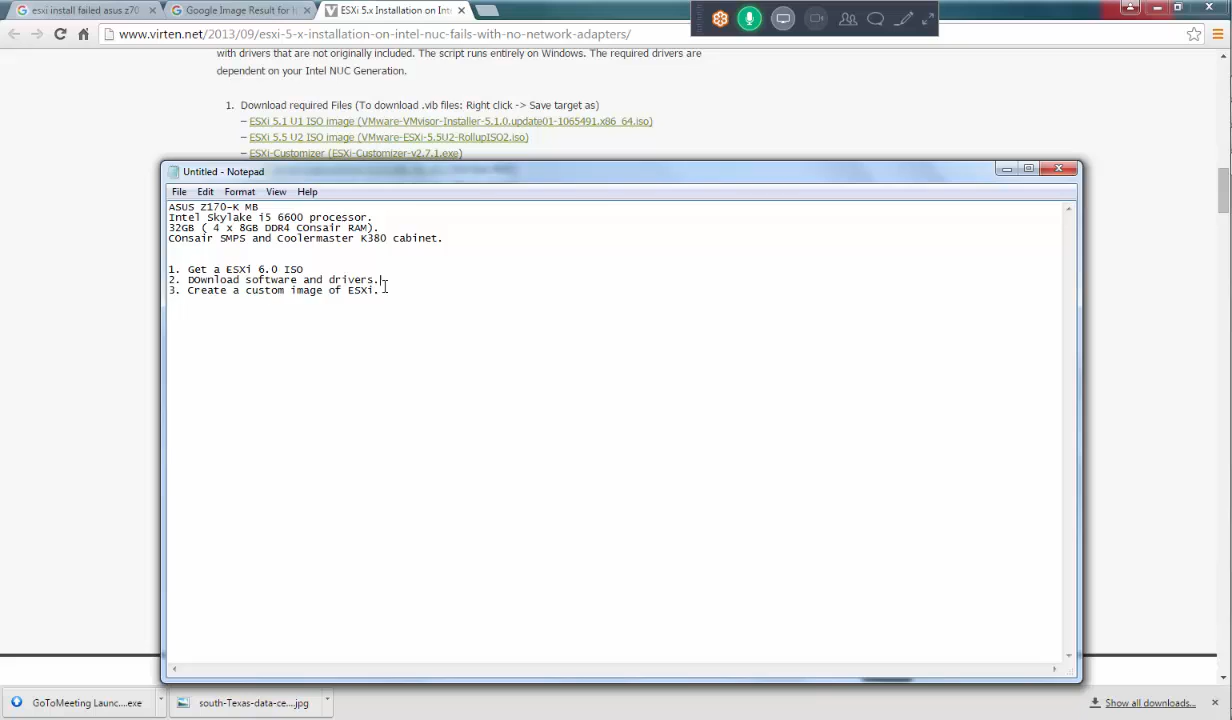 esxi install failed asus z70
Google Image Result for h
ESXi 5.x Installation on Int
www.virten.net/2013/09/esxi-5-x-installation-on-intel-nuc-fails-with-no-network-adapters/
with drivers that are not originally included. The script runs entirely on Windows. The required drivers are
dependent on your Intel NUC Generation.
1. Download required Files (To download .vib files: Right click -> Save target as)
– ESXi 5.1 U1 ISO image (VMware-VMvisor-Installer-5.1.0.update01-1065491.x86_64.iso)
– ESXi 5.5 U2 ISO image (VMware-ESXi-5.5U2-RollupISO2.iso)
– ESXi-Customizer (ESXi-Customizer-v2.7.1.exe)
Untitled - Notepad
File Edit Format View Help
ASUS Z170-K MB
Intel Skylake i5 6600 processor.
32GB ( 4 x 8GB DDR4 COnsair RAM).
COnsair SMPS and Coolermaster K380 cabinet.
1. Get a ESXi 6.0 ISO
2. DOwnload software and drivers.
3. Create a custom image of ESXi.
GoToMeeting Launc....exe
south-Texas-data-ce....jpg
Show all downloads...